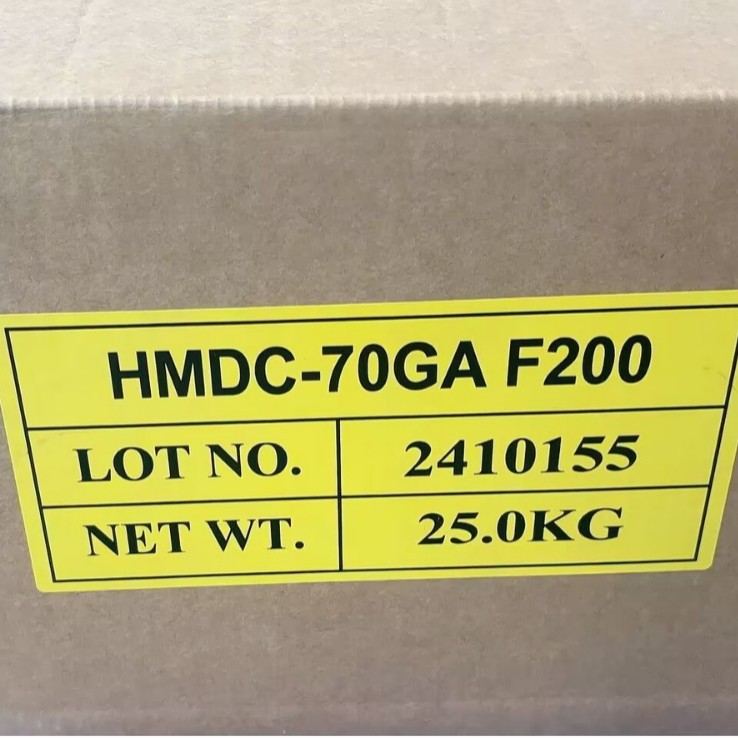 HMDC-70GA F200
LOT NO. 2410155
NET WT. 25.0KG